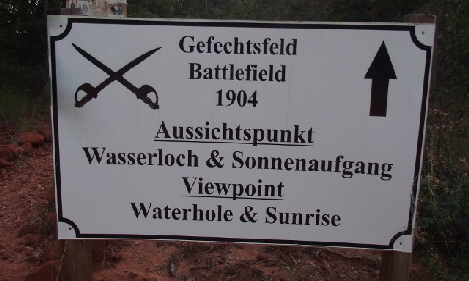 Gefechtsfeld
Battlefield
1904
Aussichtspunkt
Wasserloch & Sonnenaufgang
Viewpoint
Waterhole & Sunrise